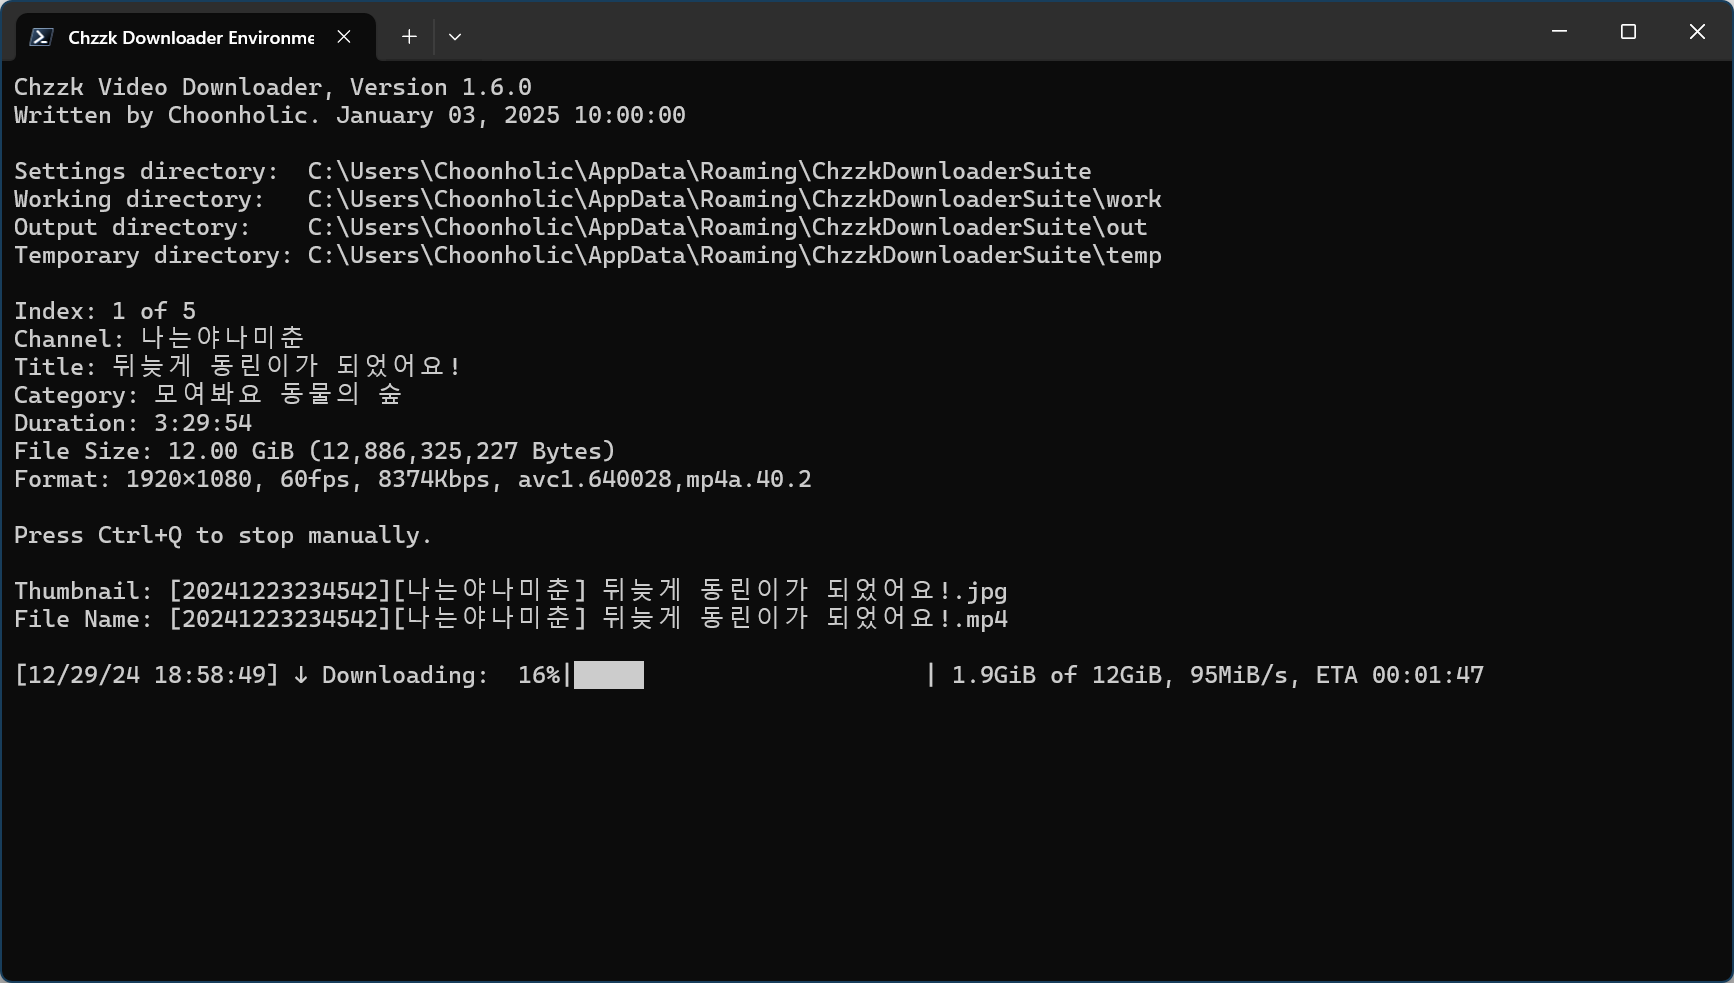 Chzzk Downloader Environme
Chzzk Video Downloader, Version 1.6.0
Written by Choonholic. January 03, 2025 10:00:00
Settings directory:  C:\Users\Choonholic\AppData\Roaming\ChzzkDownloaderSuite
Working directory:   C:\Users\Choonholic\AppData\Roaming\ChzzkDownloaderSuite\work
Output directory:    C:\Users\Choonholic\AppData\Roaming\ChzzkDownloaderSuite\out
Temporary directory: C:\Users\Choonholic\AppData\Roaming\ChzzkDownloaderSuite\temp
Index: 1 of 5
Channel: 나는야나미춘
Title: 뒤늦게 동린이가 되었어요!
Category: 모여봐요 동물의 숲
Duration: 3:29:54
File Size: 12.00 GiB (12,886,325,227 Bytes)
Format: 1920×1080, 60fps, 8374Kbps, avc1.640028,mp4a.40.2
Press Ctrl+Q to stop manually.
Thumbnail: [20241223234542][나는야나미춘] 뒤늦게 동린이가 되었어요!.jpg
File Name: [20241223234542][나는야나미춘] 뒤늦게 동린이가 되었어요!.mp4
[12/29/24 18:58:49] ↓ Downloading:  16%|█████                    | 1.9GiB of 12GiB, 95MiB/s, ETA 00:01:47